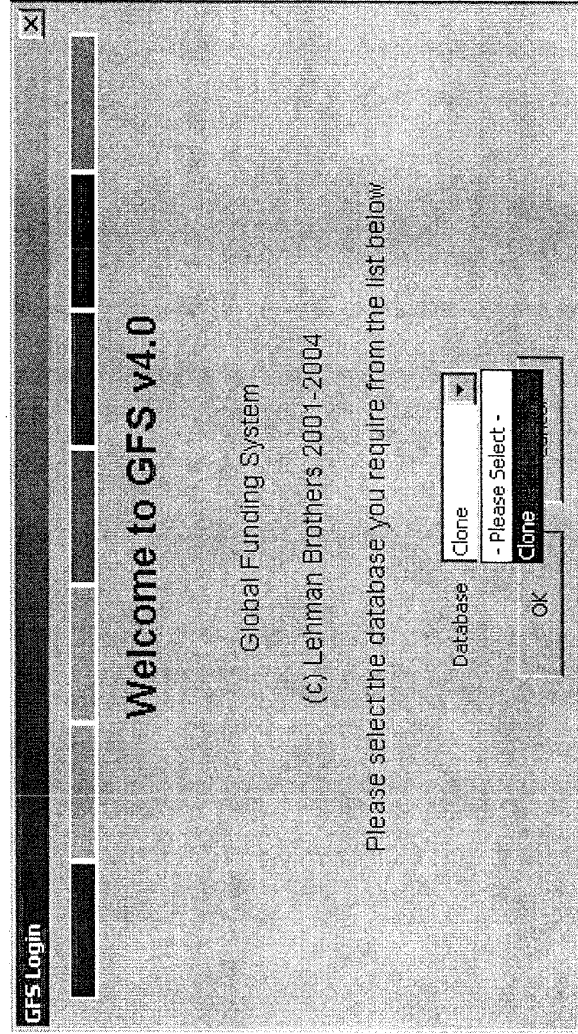 GFS Login
Welcome to GFS v4.0
Global Funding System
(c) Lehman Brothers 2001-2004
Please select the database you require from the list below
Database Clone
- Please Select -
Clone
OK